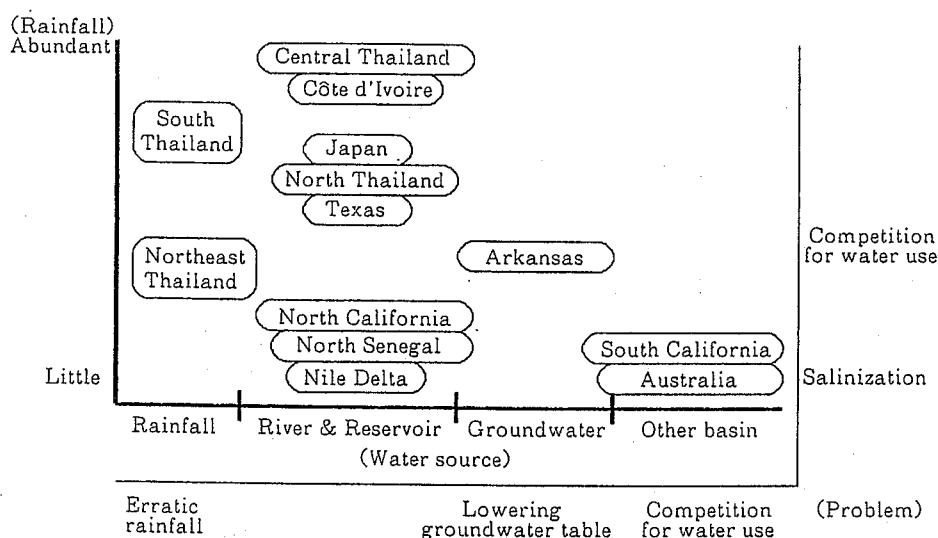 (Rainfall)
Abundant
Central Thailand
Côte d'Ivoire
South
Thailand
Japan
North Thailand
Texas
Northeast
Thailand
Arkansas
Competition
for water use
North California
North Senegal
South California
Little
Nile Delta
Australia
Salinization
Rainfall
River & Reservoir
Groundwater
Other basin
(Water source)
Erratic
rainfall
Lowering
groundwater table
Competition
for water use
(Problem)